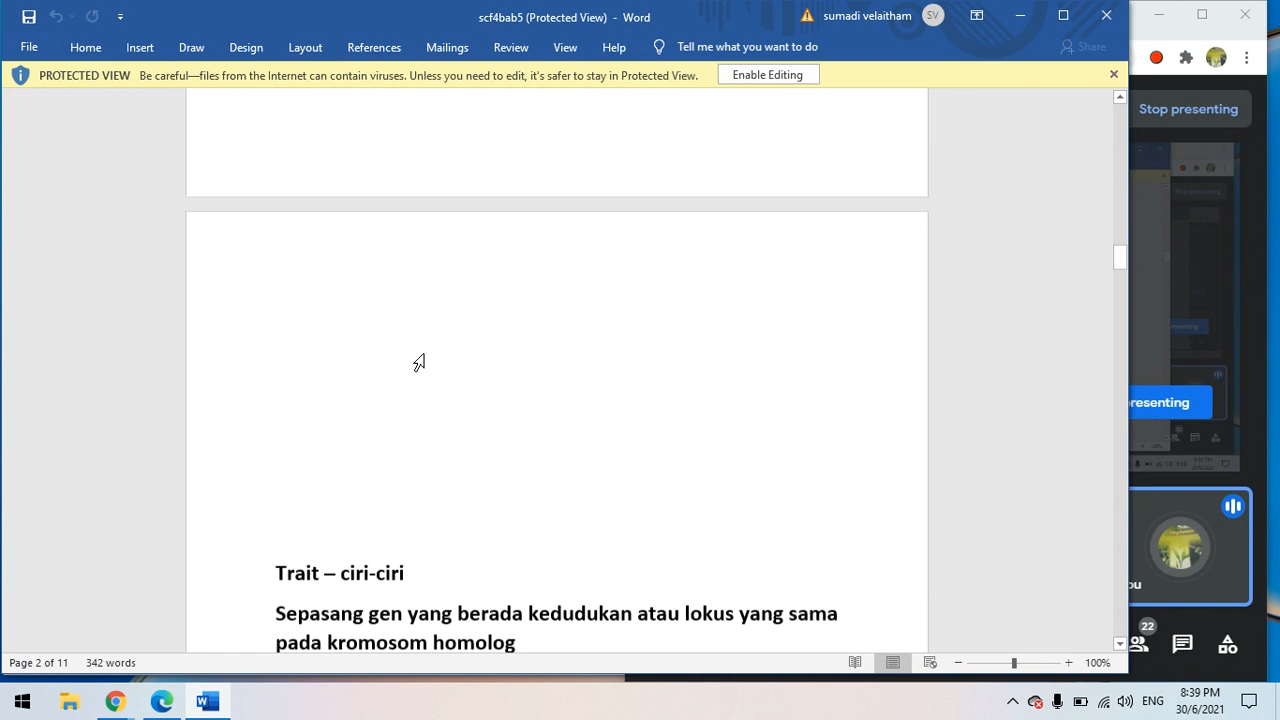 scf4bab5 (Protected View) - Word
sumadi velaitham
SV
File
Home
Insert
Draw
Design
Layout
References
Mailings
Review
View
Help
Tell me what you want to do
Share
PROTECTED VIEW
Be careful—files from the Internet can contain viruses. Unless you need to edit, it's safer to stay in Protected View.
Enable Editing
Stop presenting
presenting
Trait – ciri-ciri
Sepasang gen yang berada kedudukan atau lokus yang sama
pada kromosom homolog
ou
22
Page 2 of 11
342 words
100%
ENG
8:39 PM
30/6/2021